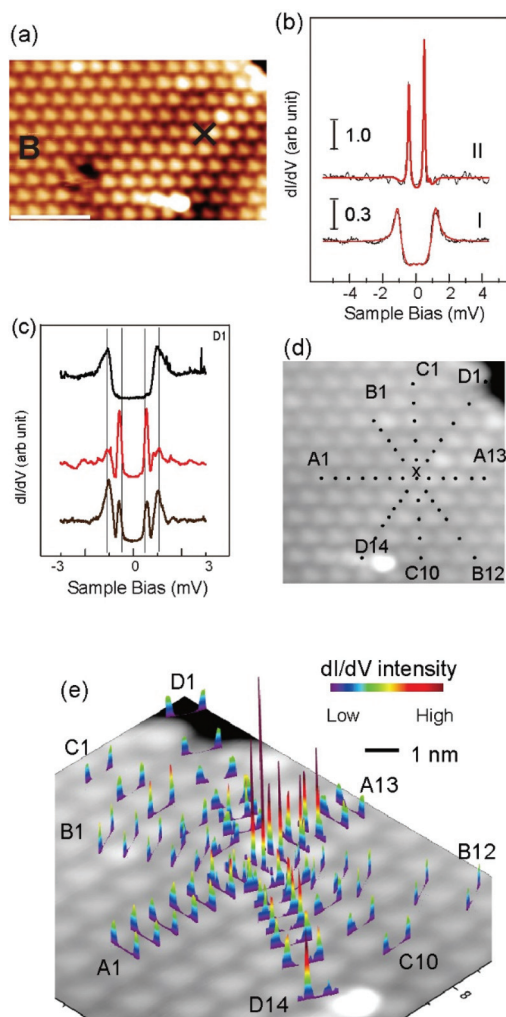 (a)
B
X
(b)
dI/dV (arb unit)
1.0
II
0.3
I
-4 -2 0 2 4
Sample Bias (mV)
(c)
D1
dI/dV (arb unit)
-3 0 3
Sample Bias (mV)
(d)
C1
D1
B1
A1
A13
x
D14
C10
B12
(e)
dI/dV intensity
Low High
1 nm
D1
C1
A13
B1
B12
A1
C10
D14
8